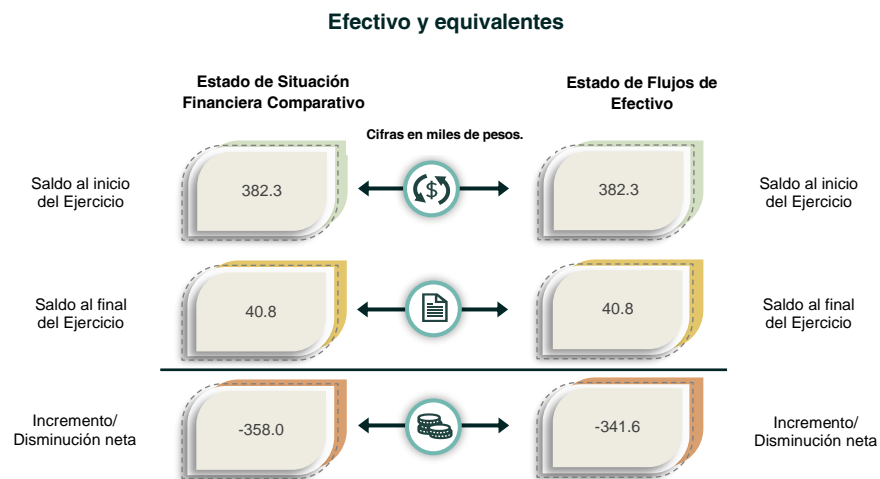 Efectivo y equivalentes
Estado de Situación
Financiera Comparativo
Estado de Flujos de
Efectivo
Cifras en miles de pesos.
Saldo al inicio
del Ejercicio
382.3
$
382.3
Saldo al inicio
del Ejercicio
Saldo al final
del Ejercicio
40.8
40.8
Saldo al final
del Ejercicio
Incremento/
Disminución neta
-358.0
-341.6
Incremento/
Disminución neta